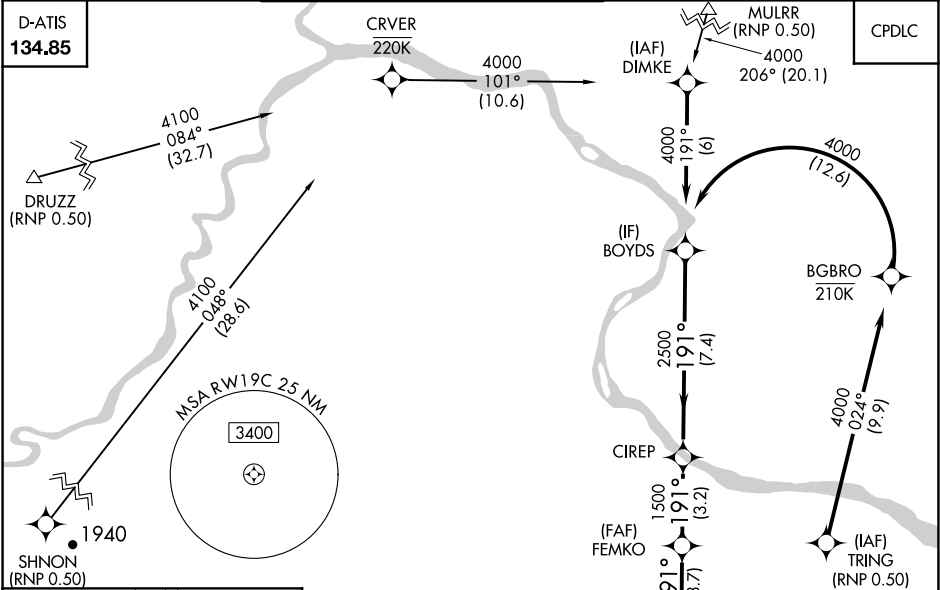 D-ATIS
134.85
CRVER
220K
4000
101°
(10.6)
MULRR
(RNP 0.50)
4000
206° (20.1)
CPDLC
(IAF)
DIMKE
4000
191°
(6)
4100
084°
(32.7)
DRUZZ
(RNP 0.50)
4000
(12.6)
(IF)
BOYDS
BGBRO
210K
4100
048°
(28.6)
2500
191°
(7.4)
MSA RW19C 25 NM
3400
4000
024°
(9.9)
CIREP
1500
191°
(3.2)
1940
SHNON
(RNP 0.50)
(FAF)
FEMKO
(IAF)
TRING
(RNP 0.50)
91°